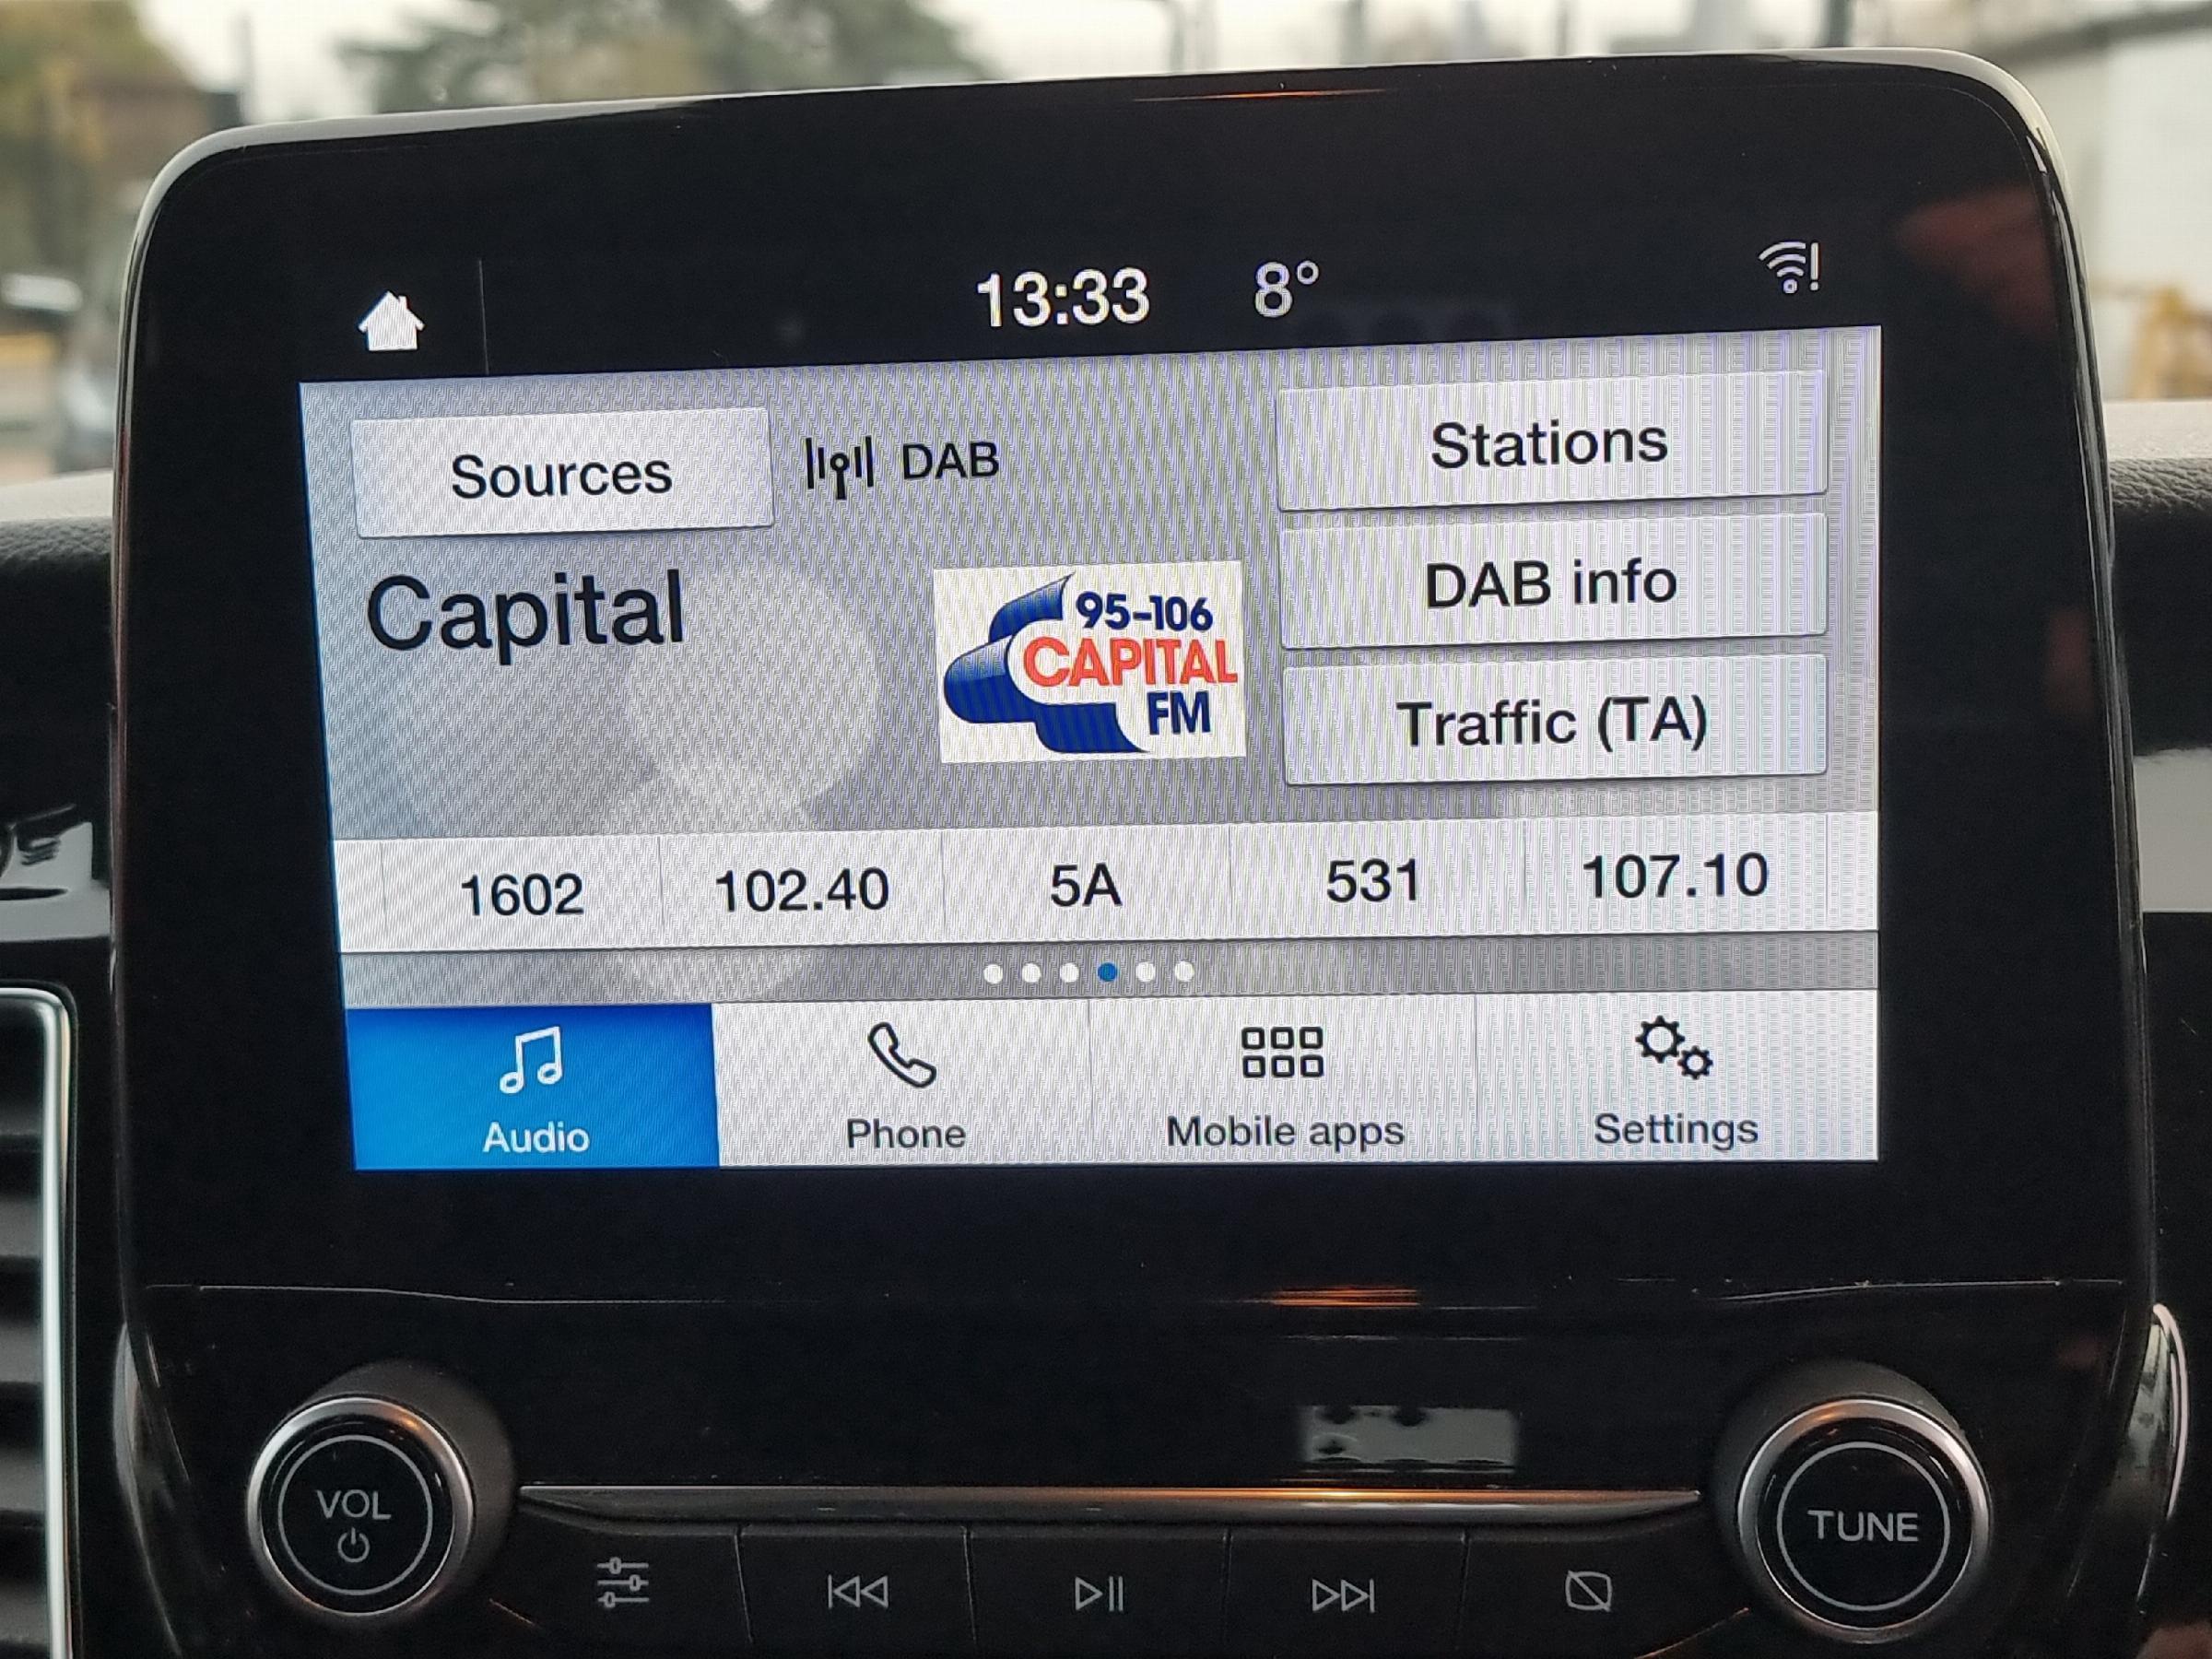 13:33 8°
Sources
DAB
Stations
DAB info
Traffic (TA)
Capital
95-106
CAPITAL
FM
1602 102.40 5A 531 107.10
Audio Phone Mobile apps Settings
VOL
TUNE